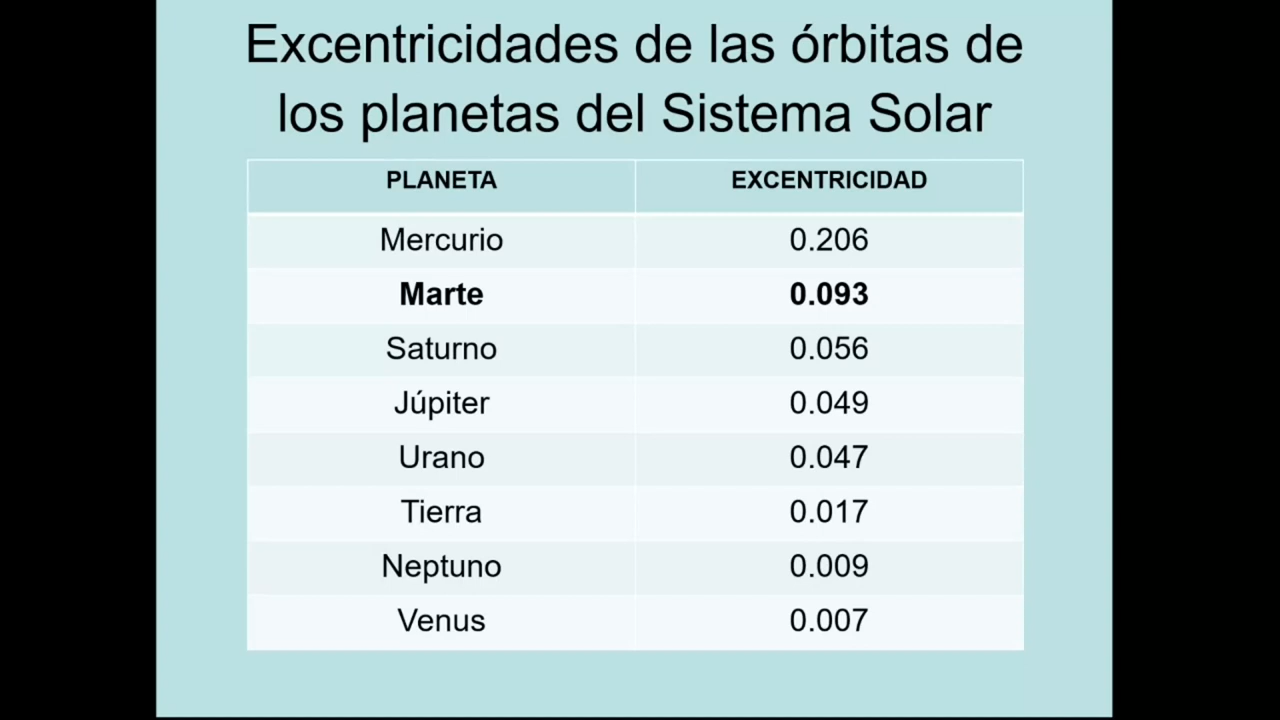 Excentricidades de las órbitas de
los planetas del Sistema Solar
PLANETA EXCENTRICIDAD
Mercurio 0.206
Marte 0.093
Saturno 0.056
Júpiter 0.049
Urano 0.047
Tierra 0.017
Neptuno 0.009
Venus 0.007